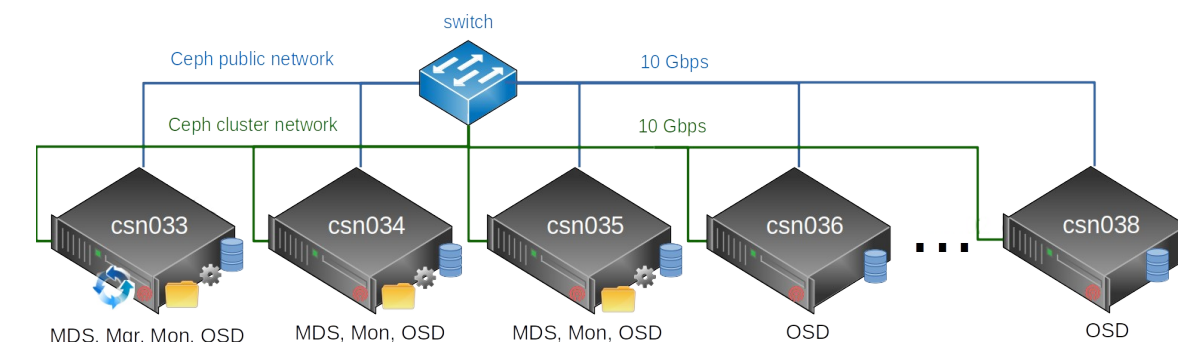 switch
Ceph public network
10 Gbps
Ceph cluster network
10 Gbps
csn033
csn034
csn035
csn036
...
csn038
MDS, Mgr, Mon, OSD
MDS, Mon, OSD
MDS, Mon, OSD
OSD
OSD